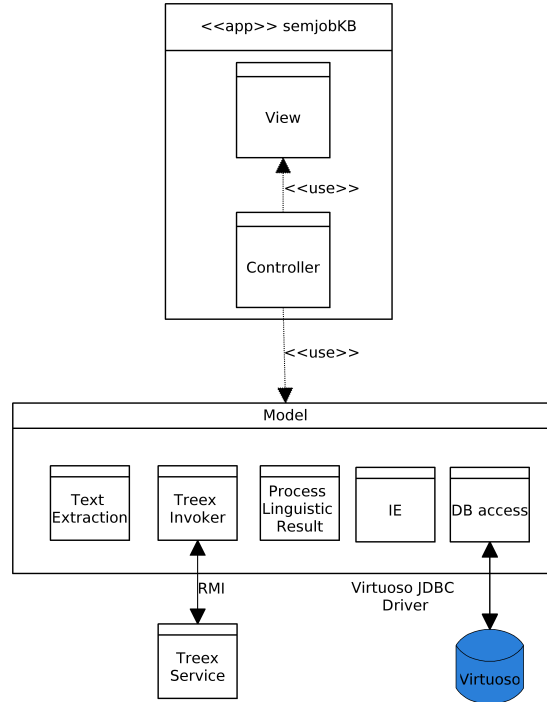 <<app>> semjobKB
View
<<use>>
Controller
<<use>>
Model
Text
Extraction
Treex
Invoker
Process
Linguistic
Result
IE
DB access
RMI
Virtuoso JDBC
Driver
Treex
Service
Virtuoso